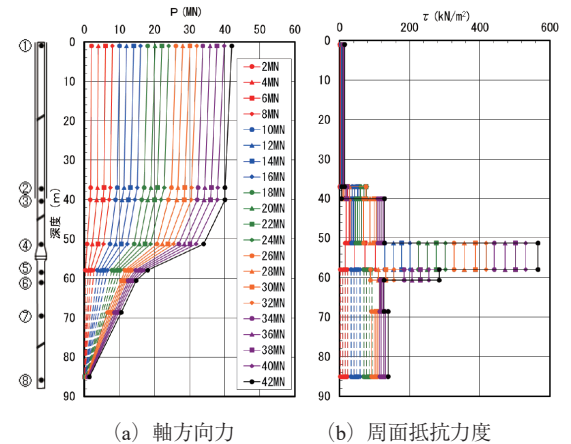 P (MN)
0 10 20 30 40 50
0
10
20
30
40
50
60
70
80
90
深度(m)
①
②
③
④
⑤
⑥
⑦
⑧
2MN
4MN
6MN
8MN
10MN
12MN
14MN
16MN
18MN
20MN
22MN
24MN
26MN
28MN
30MN
32MN
34MN
36MN
38MN
40MN
42MN
(a) 軸方向力
τ (kN/m²)
0 200 400 600
0
10
20
30
40
50
60
70
80
90
(b) 周面抵抗力度